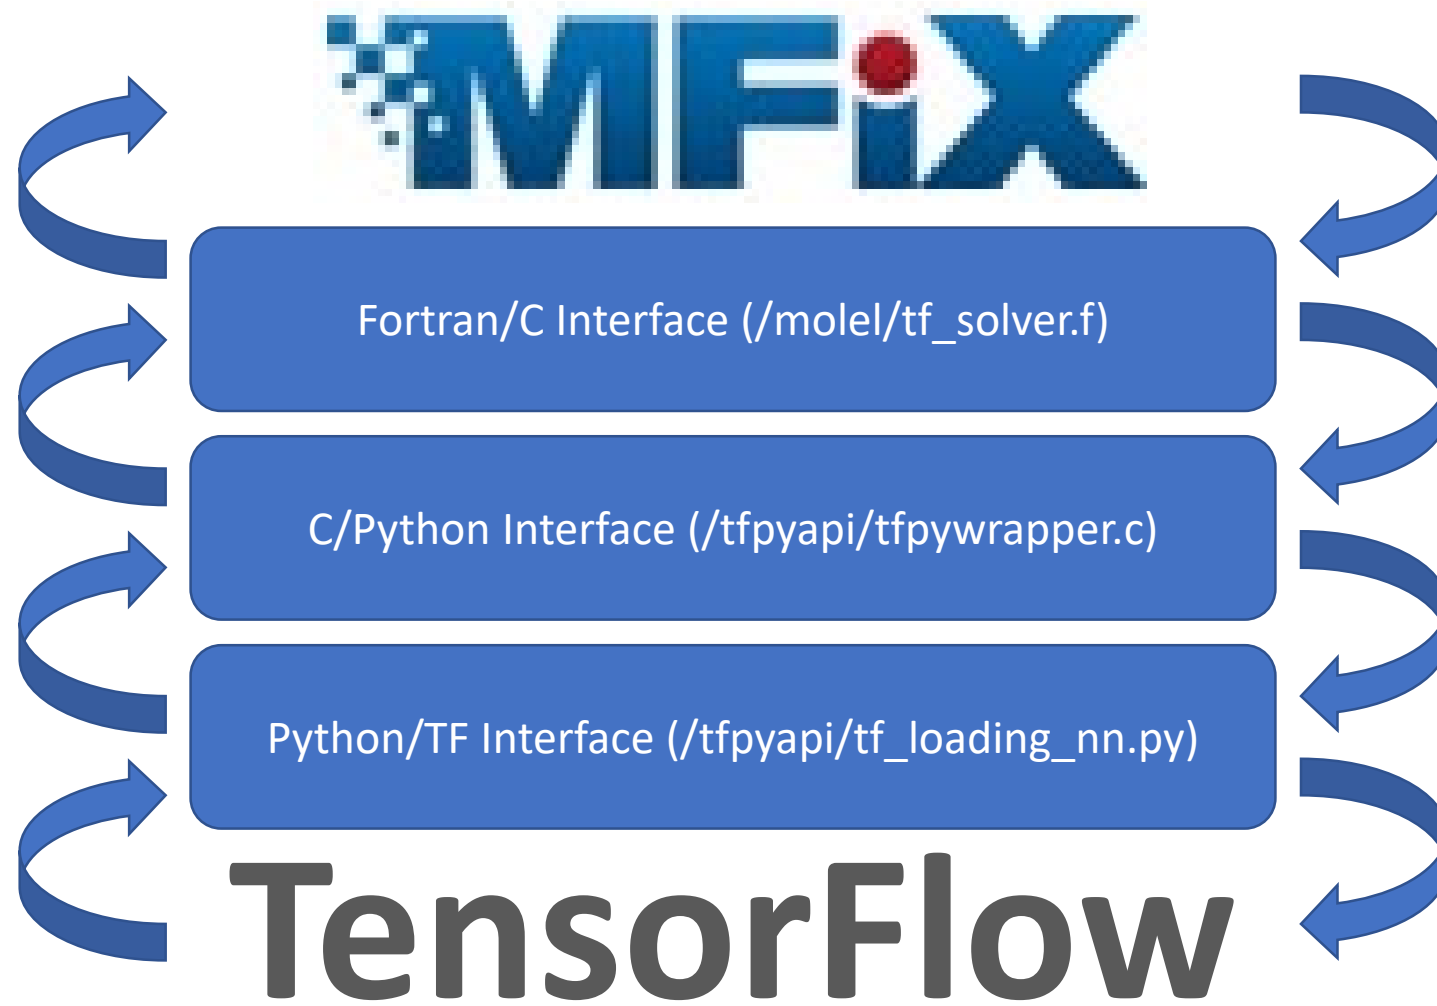 MFiX
Fortran/C Interface (/molel/tf_solver.f)
C/Python Interface (/tfpyapi/tfpywrapper.c)
Python/TF Interface (/tfpyapi/tf_loading_nn.py)
TensorFlow